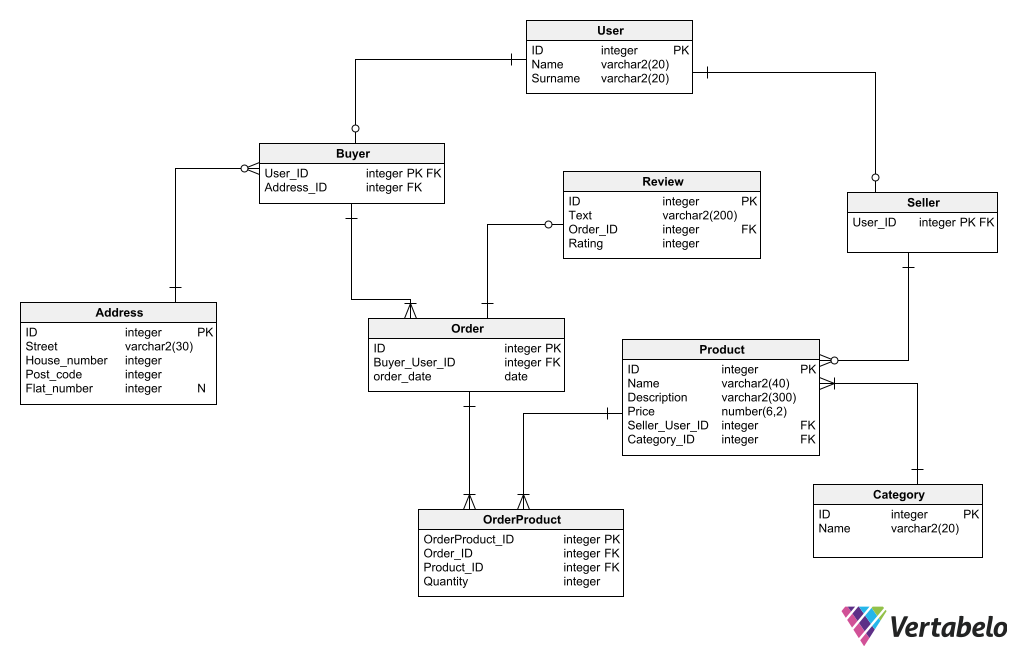 User
ID integer PK
Name varchar2(20)
Surname varchar2(20)
Buyer
User_ID integer PK FK
Address_ID integer FK
Review
ID integer PK
Text varchar2(200)
Order_ID integer FK
Rating integer
Seller
User_ID integer PK FK
Address
ID integer PK
Street varchar2(30)
House_number integer
Post_code integer
Flat_number integer N
Order
ID integer PK
Buyer_User_ID integer FK
order_date date
Product
ID integer PK
Name varchar2(40)
Description varchar2(300)
Price number(6,2)
Seller_User_ID integer FK
Category_ID integer FK
Category
ID integer PK
Name varchar2(20)
OrderProduct
OrderProduct_ID integer PK
Order_ID integer FK
Product_ID integer FK
Quantity integer
Vertabelo